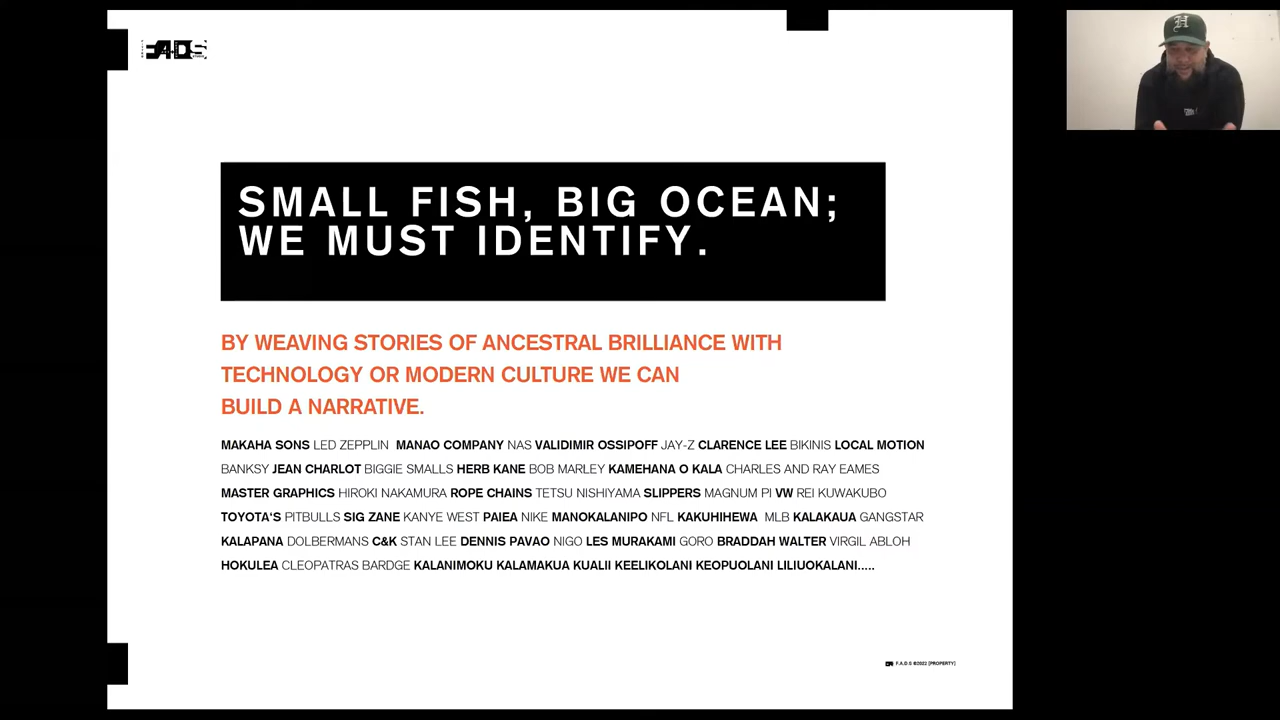 F.A.D.S
SMALL FISH, BIG OCEAN;
WE MUST IDENTIFY.
BY WEAVING STORIES OF ANCESTRAL BRILLIANCE WITH
TECHNOLOGY OR MODERN CULTURE WE CAN
BUILD A NARRATIVE.
MAKAHA SONS LED ZEPPLIN MANAO COMPANY NAS VALIDIMIR OSSIPOFF JAY-Z CLARENCE LEE BIKINIS LOCAL MOTION
BANKSY JEAN CHARLOT BIGGIE SMALLS HERB KANE BOB MARLEY KAMEHANA O KALA CHARLES AND RAY EAMES
MASTER GRAPHICS HIROKI NAKAMURA ROPE CHAINS TETSU NISHIYAMA SLIPPERS MAGNUM PI VW REI KUWAKUBO
TOYOTA'S PITBULLS SIG ZANE KANYE WEST PAIEA NIKE MANOKALANIPO NFL KAKUHIHEWA MLB KALAKAUA GANGSTAR
KALAPANA DOLBERMANS C&K STAN LEE DENNIS PAVAO NIGO LES MURAKAMI GORO BRADDAH WALTER VIRGIL ABLOH
HOKULEA CLEOPATRAS BARDGE KALANIMOKU KALAMAKUA KUALII KEELIKOLANI KEOPUOLANI LILIUOKALANI.....
F.A.D.S ©2022 [PROPERTY]
H